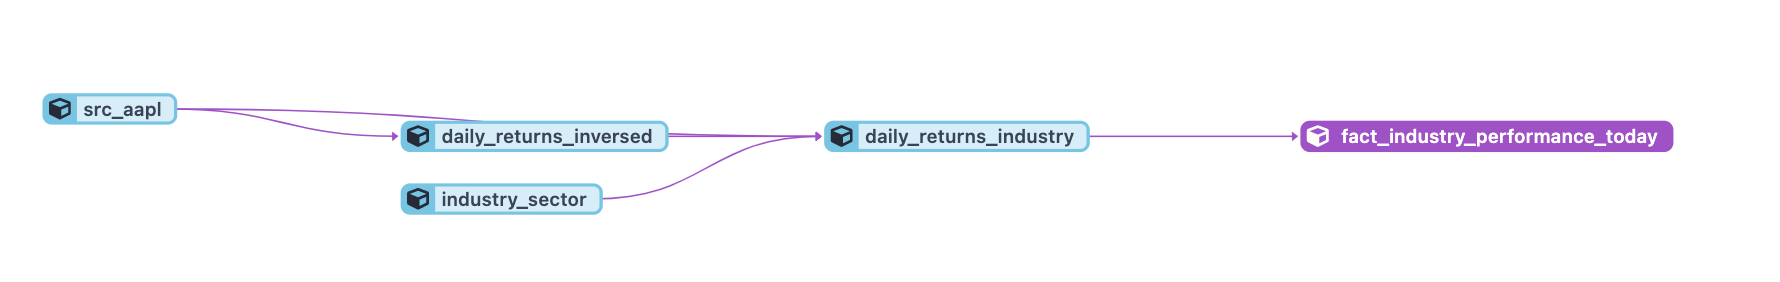 src_aapl
daily_returns_inversed
daily_returns_industry
fact_industry_performance_today
industry_sector